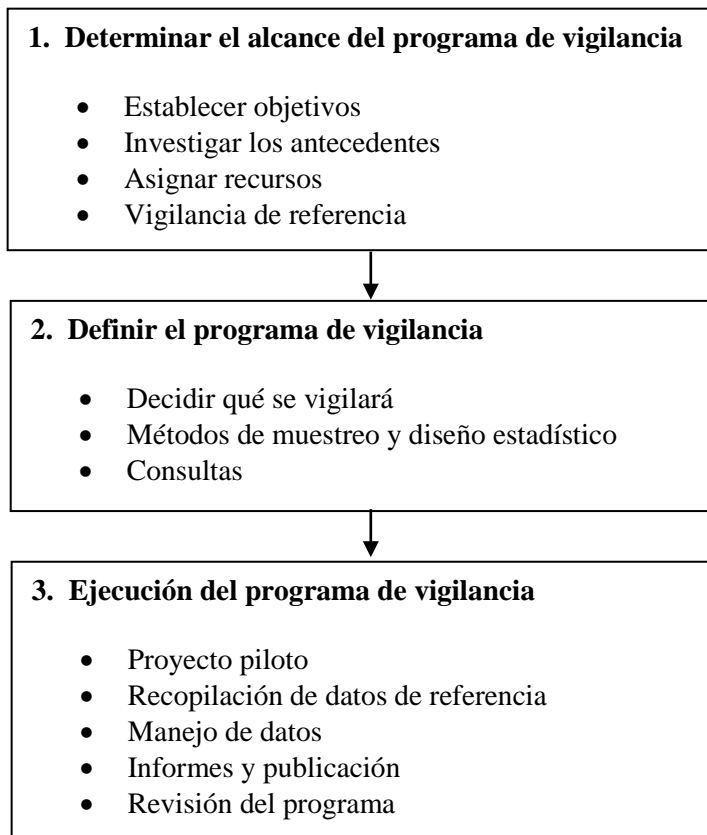 1. Determinar el alcance del programa de vigilancia
• Establecer objetivos
• Investigar los antecedentes
• Asignar recursos
• Vigilancia de referencia
2. Definir el programa de vigilancia
• Decidir qué se vigilará
• Métodos de muestreo y diseño estadístico
• Consultas
3. Ejecución del programa de vigilancia
• Proyecto piloto
• Recopilación de datos de referencia
• Manejo de datos
• Informes y publicación
• Revisión del programa